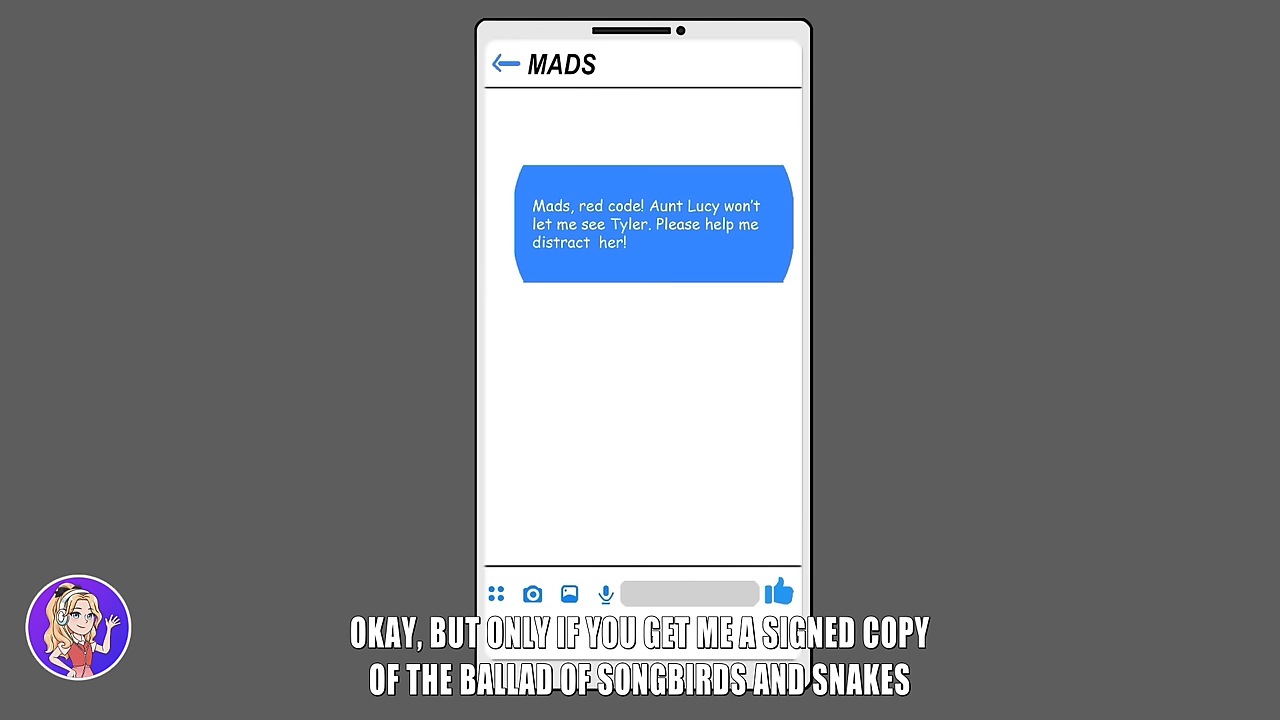 MADS
Mads, red code! Aunt Lucy won't
let me see Tyler. Please help me
distract  her!
OKAY, BUT ONLY IF YOU GET ME A SIGNED COPY
OF THE BALLAD OF SONGBIRDS AND SNAKES